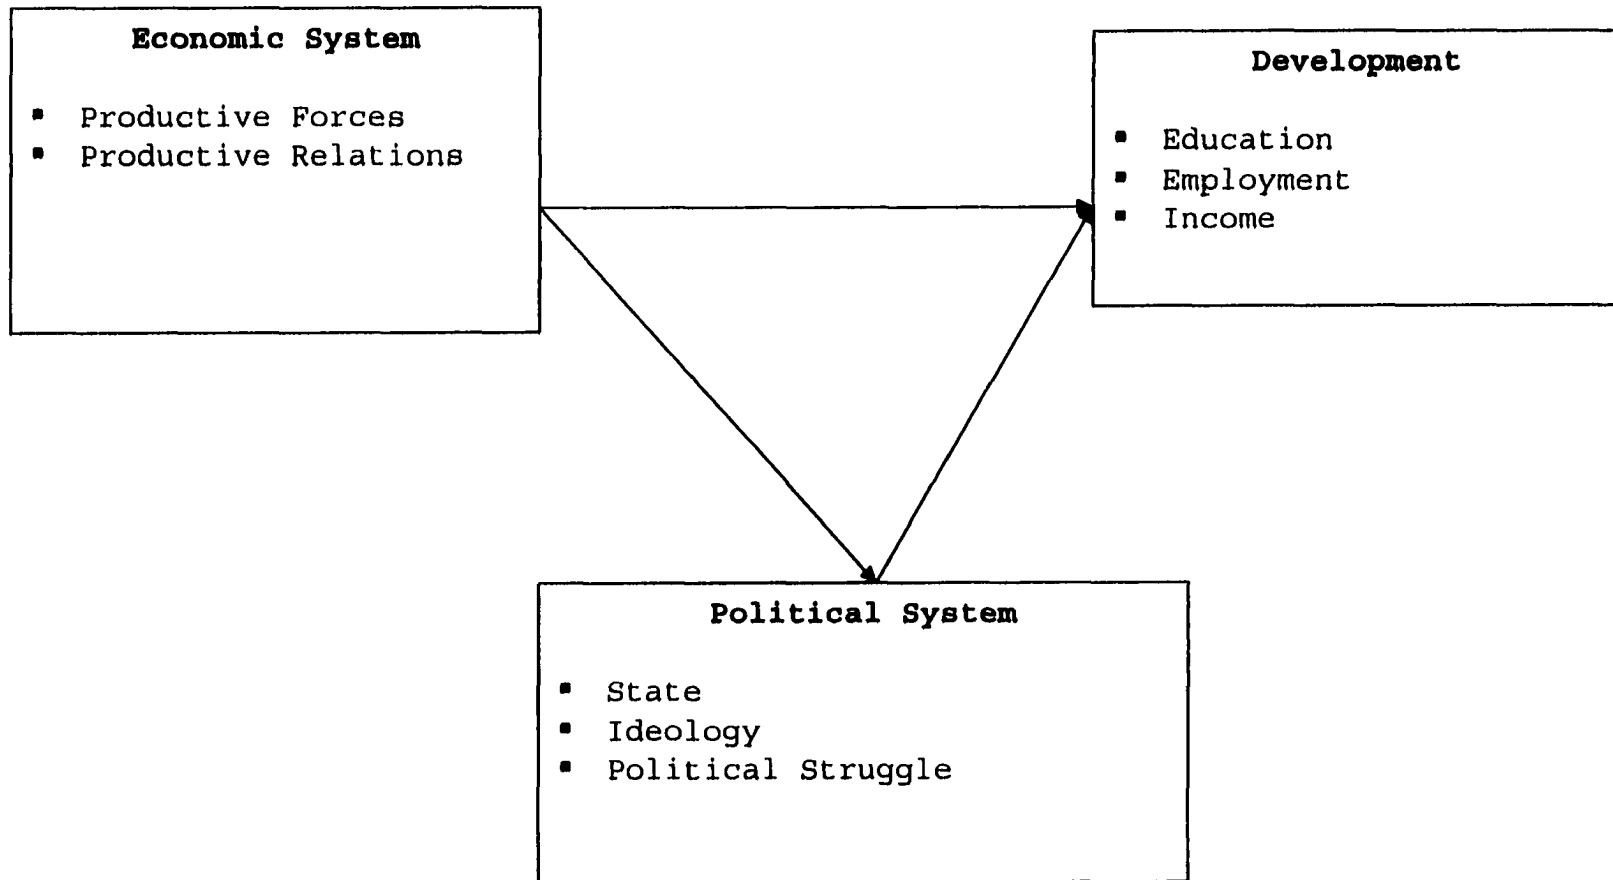 Economic System
▪ Productive Forces
▪ Productive Relations
Development
▪ Education
▪ Employment
▪ Income
Political System
▪ State
▪ Ideology
▪ Political Struggle